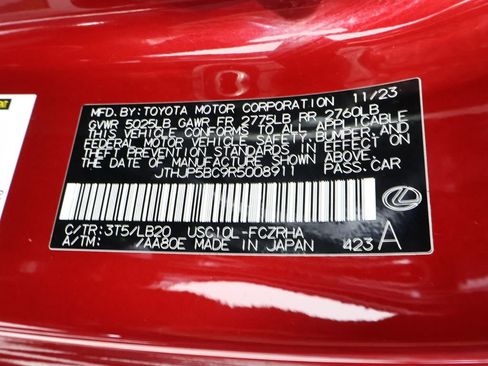 MFD. BY: TOYOTA MOTOR CORPORATION 11/23
GVWR 5025LB GAWR FR 2775LB RR 2760LB
THIS VEHICLE CONFORMS TO ALL APPLICABLE
FEDERAL MOTOR VEHICLE SAFETY, BUMPER, AND
THEFT PREVENTION STANDARDS IN EFFECT ON
THE DATE OF MANUFACTURE SHOWN ABOVE.
JTHJP5BC9R5008911 PASS.CAR
C/TR: 3T5/LB20 USC10L-FCZRHA
A/TM: /AA80E MADE IN JAPAN 423 A